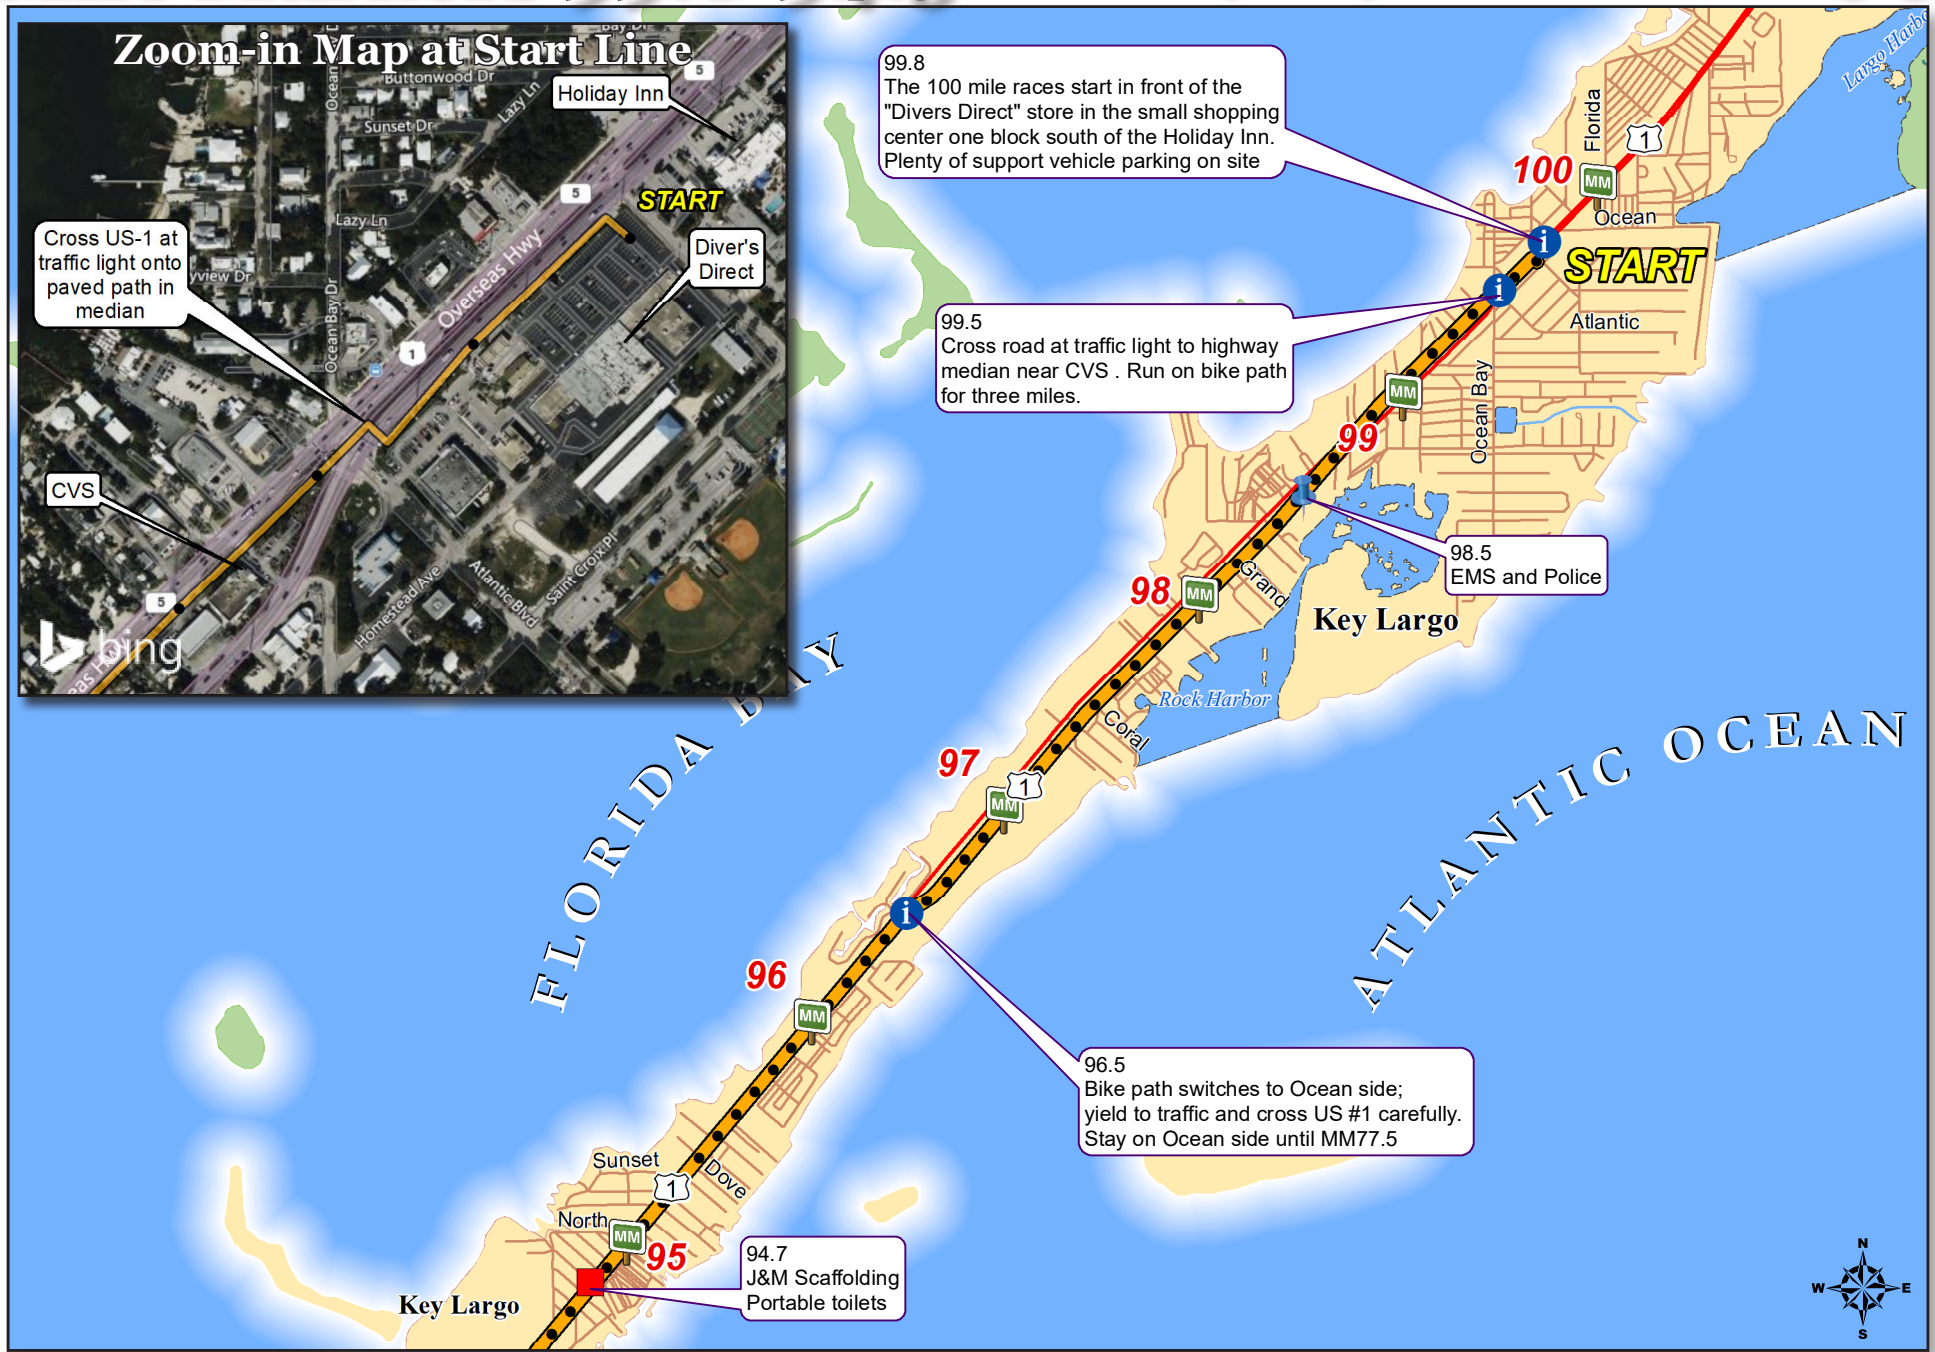 Zoom-in Map at Start Line
Buttonwood Dr
Lazy Ln
Sunset Dr
Holiday Inn
5
5
START
Lazy Ln
Cross US-1 at
traffic light onto
paved path in
median
yview Dr
Ocean Bay Dr
Overseas Hwy
Diver's
Direct
1
CVS
5
Homestead Ave
Atlantic Blvd
Saint Croix Pl
bing
99.8
The 100 mile races start in front of the
"Divers Direct" store in the small shopping
center one block south of the Holiday Inn.
Plenty of support vehicle parking on site
Largo Harbo
Florida
1
100
MM
Ocean
i
START
i
99.5
Cross road at traffic light to highway
median near CVS . Run on bike path
for three miles.
Atlantic
Ocean Bay
MM
99
98.5
EMS and Police
98
MM
Grand
Key Largo
Rock Harbor
Coral
97
1
MM
FLORIDA BAY
ATLANTIC OCEAN
i
96
MM
96.5
Bike path switches to Ocean side;
yield to traffic and cross US #1 carefully.
Stay on Ocean side until MM77.5
Sunset
Dove
1
North
MM
95
94.7
J&M Scaffolding
Portable toilets
Key Largo
N
W
E
S